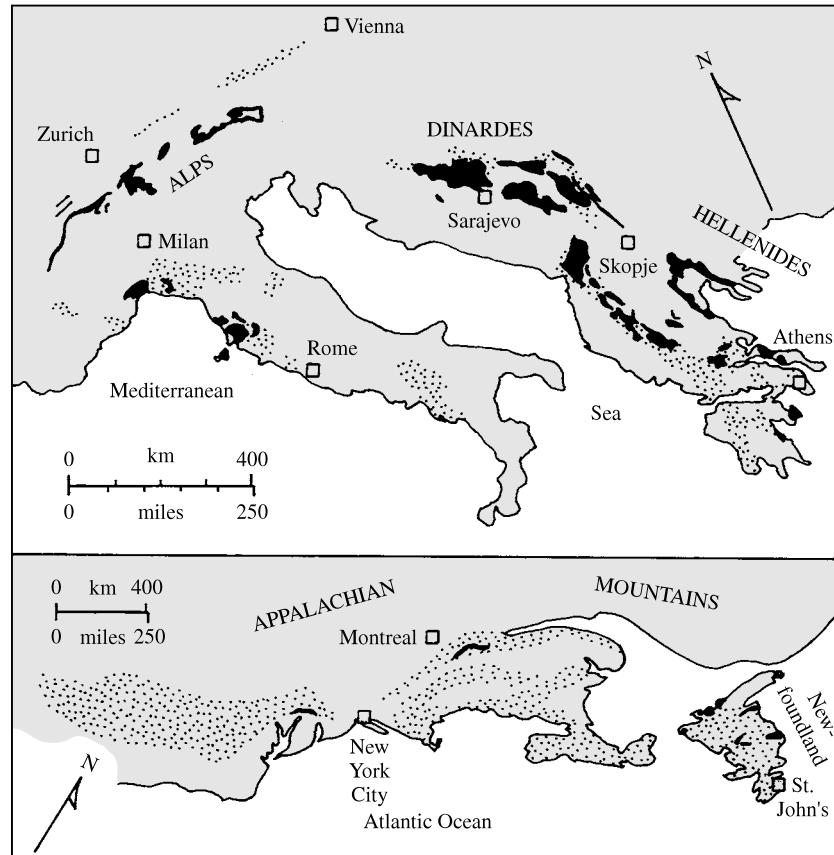 Vienna
N
Zurich
DINARDES
ALPS
Sarajevo
HELLENIDES
Milan
Skopje
Athens
Rome
Mediterranean
Sea
0 km 400
0 miles 250
0 km 400
0 miles 250
APPALACHIAN
MOUNTAINS
Montreal
New-
foundland
N
New
York
City
St.
John's
Atlantic Ocean